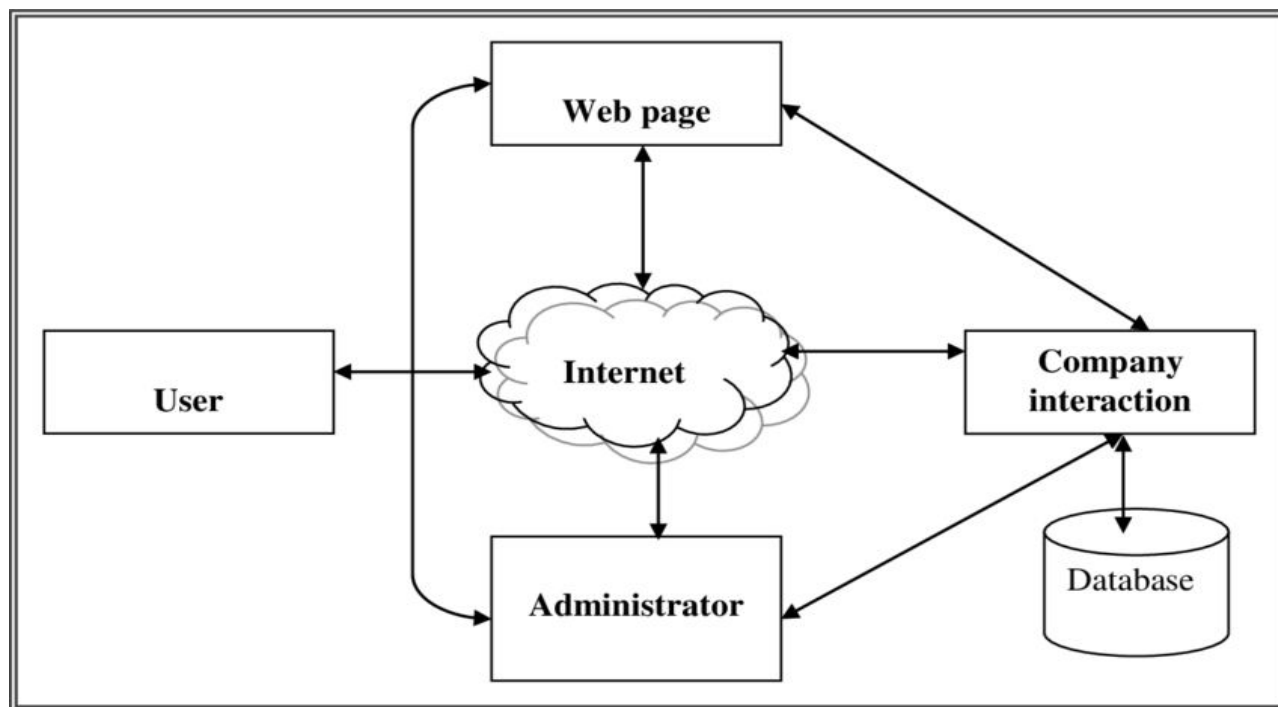 Web page
User
Internet
Company
interaction
Administrator
Database